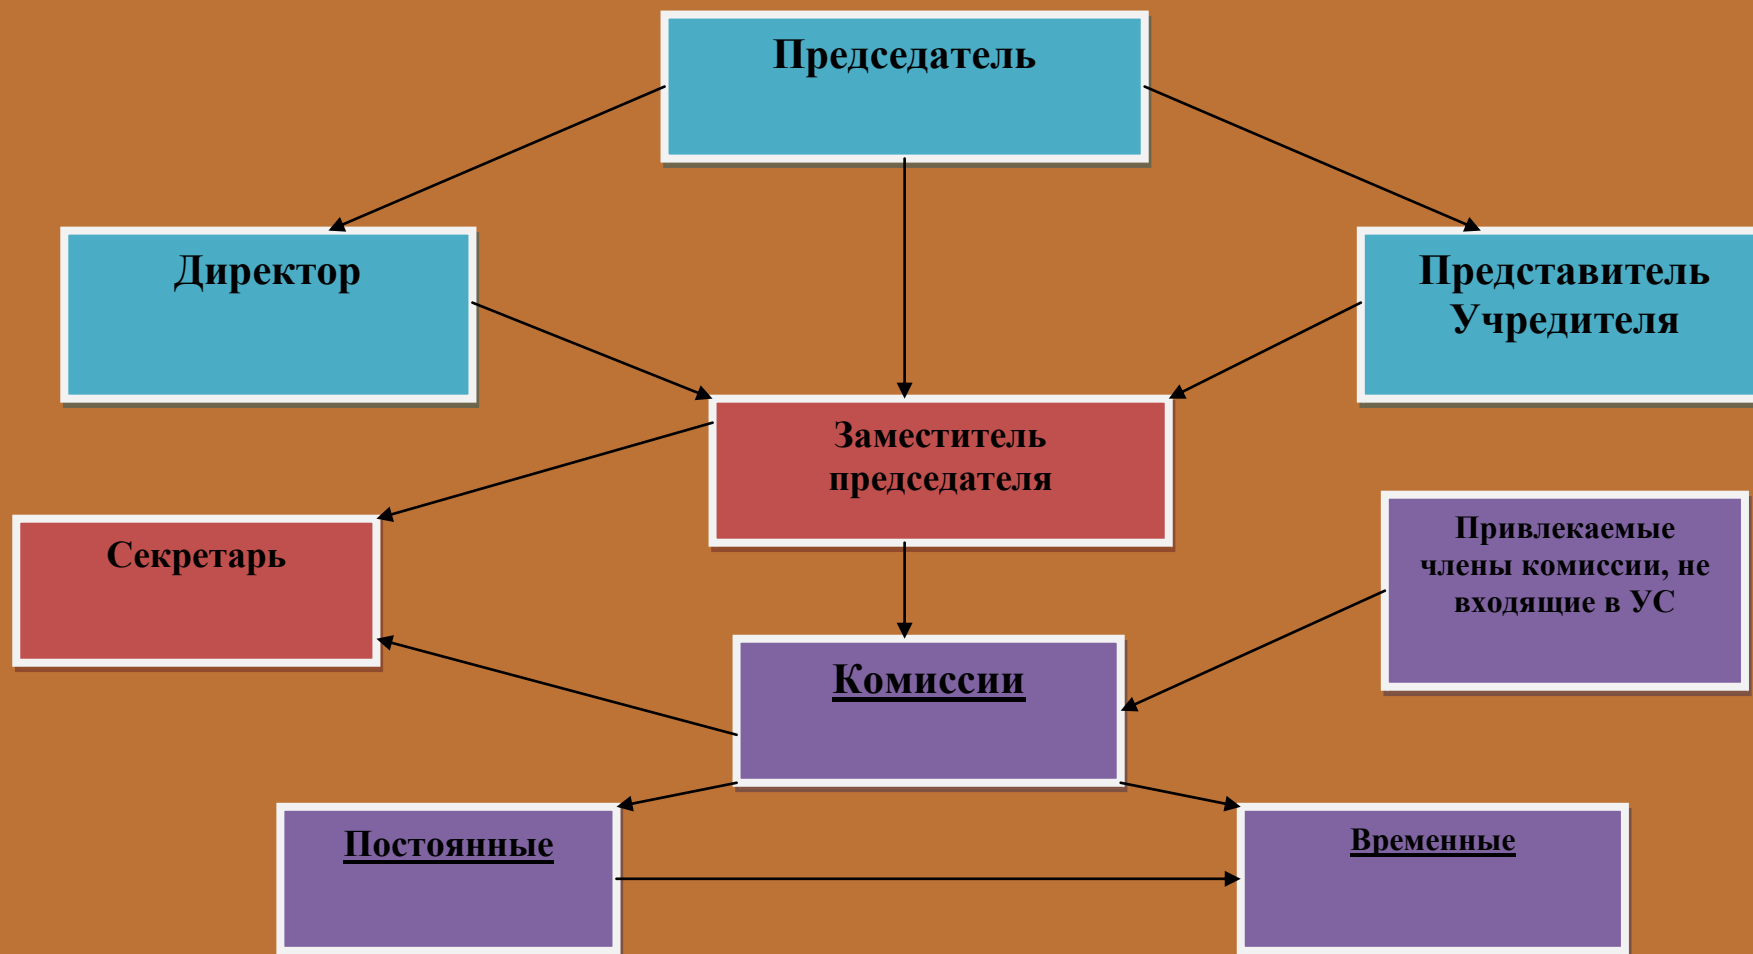 Председатель
Директор
Представитель
Учредителя
Заместитель
председателя
Секретарь
Привлекаемые
члены комиссии, не
входящие в УС
Комиссии
Постоянные
Временные